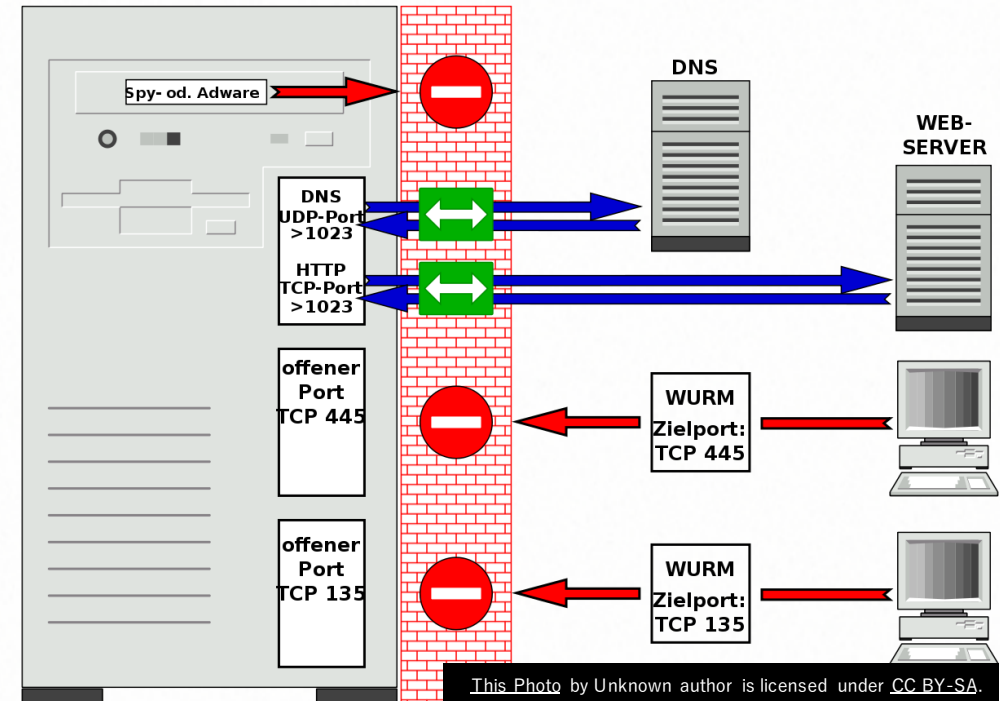 Spy- od. Adware
DNS
UDP-Port
>1023
HTTP
TCP-Port
>1023
offener
Port
TCP 445
offener
Port
TCP 135
DNS
WEB-
SERVER
WURM
Zielport:
TCP 445
WURM
Zielport:
TCP 135
This Photo by Unknown author is licensed under CC BY-SA.